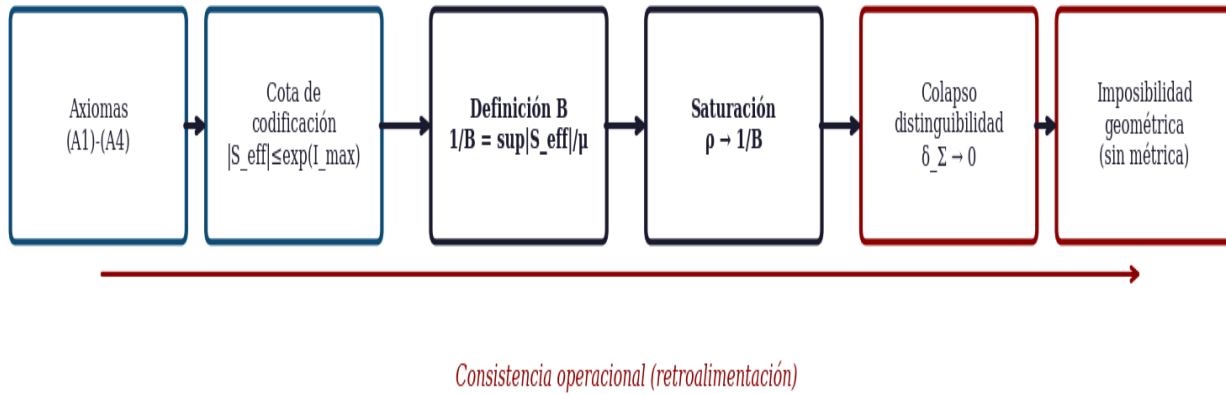 Axiomas
(A1)-(A4)
Cota de
codificación
|S_eff|≤exp(I_max)
Definición B
1/B = sup|S_eff|/μ
Saturación
ρ → 1/B
Colapso
distinguibilidad
δ_Σ → 0
Imposibilidad
geométrica
(sin métrica)
Consistencia operacional (retroalimentación)